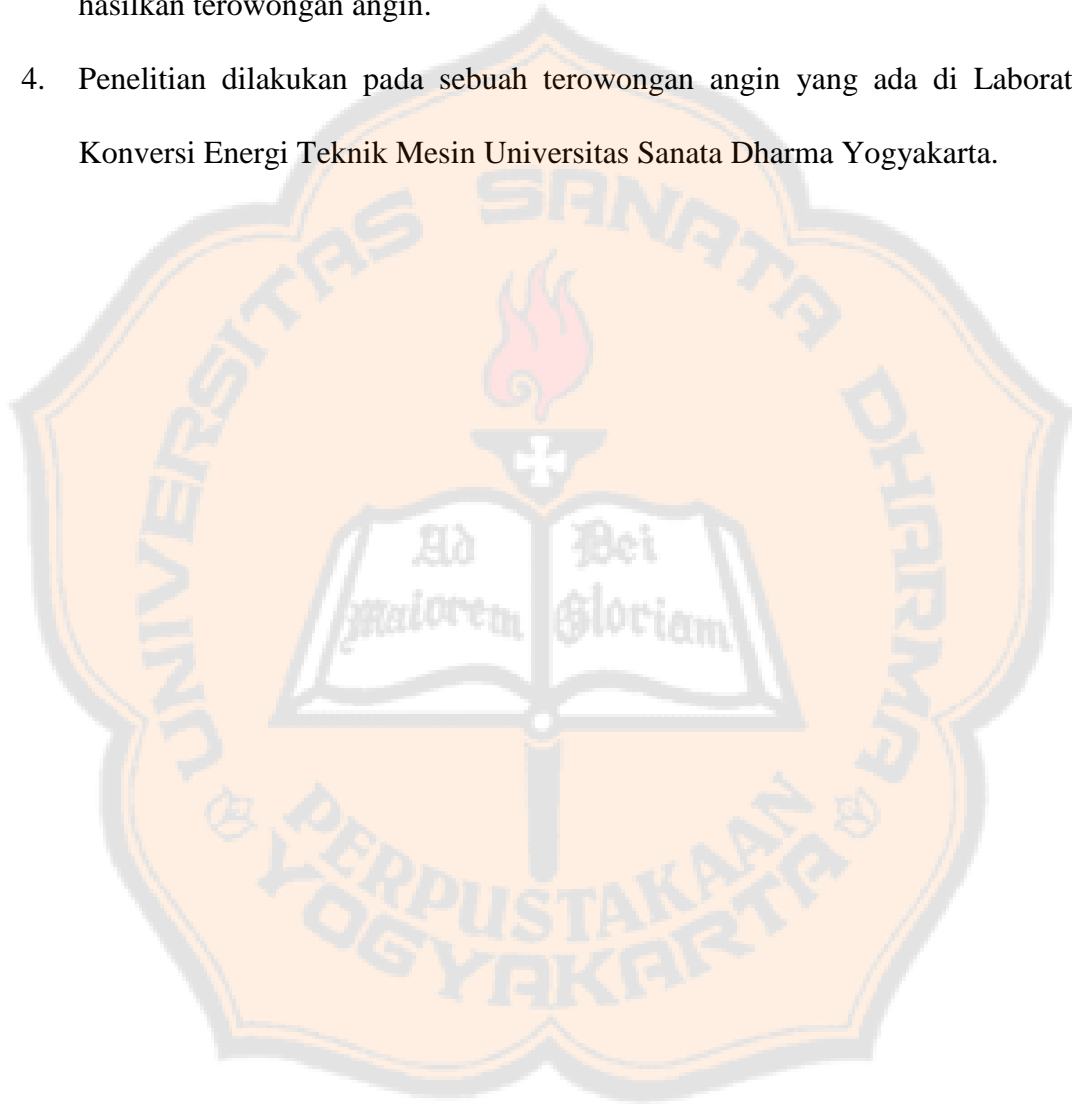 hasilkan terowongan angin.
4. Penelitian dilakukan pada sebuah terowongan angin yang ada di Laborat
Konversi Energi Teknik Mesin Universitas Sanata Dharma Yogyakarta.
UNIVERSITAS SANATA DHARMA
Ad Dei
Maiorem Gloriam
PERPUSTAKAAN
YOGYAKARTA